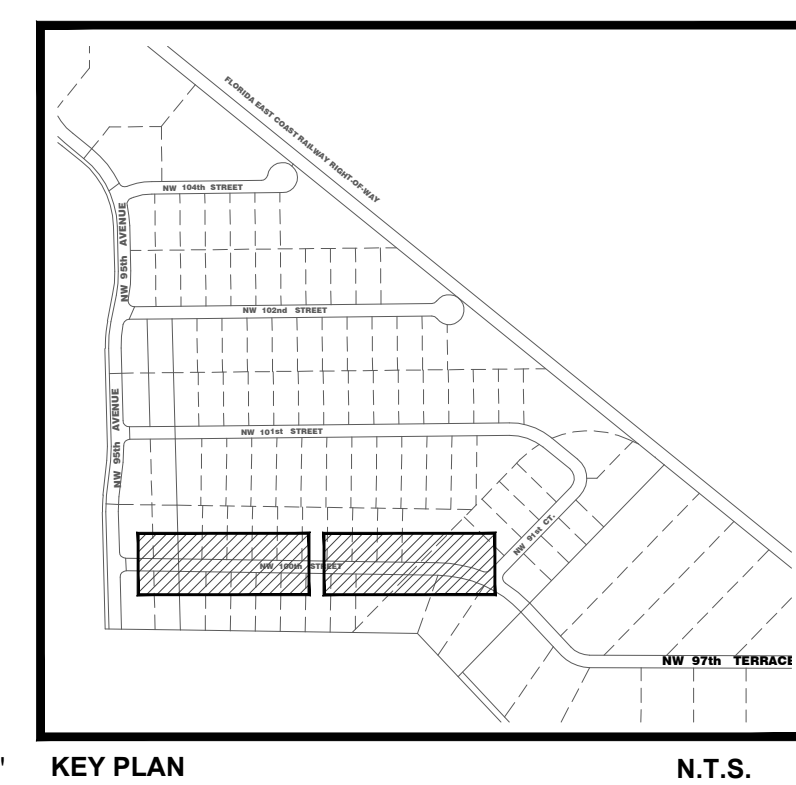 FLORIDA EAST COAST RAILWAY RIGHT-OF-WAY
NW 104th STREET
NW 95th AVENUE
NW 102nd STREET
NW 95th AVENUE
NW 101st STREET
NW 91st CT.
NW 100th STREET
NW 97th TERRACE
" KEY PLAN N.T.S.